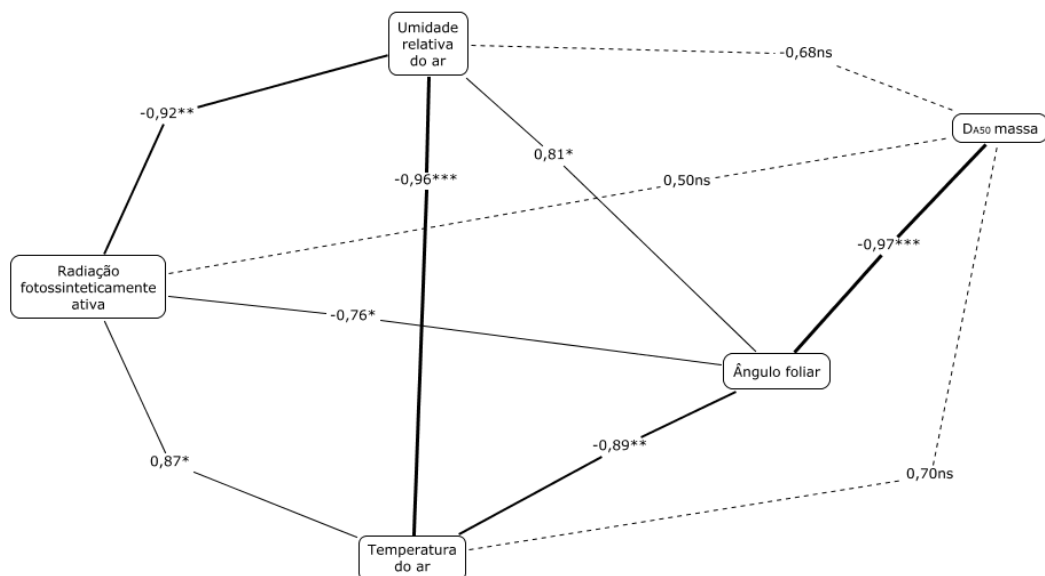 Umidade
relativa
do ar
-0,68ns
-0,92**
DA50 massa
0,81*
-0,96***
0,50ns
-0,97***
Radiação
fotossinteticamente
ativa
-0,76*
Ângulo foliar
-0,89**
0,87*
0,70ns
Temperatura
do ar